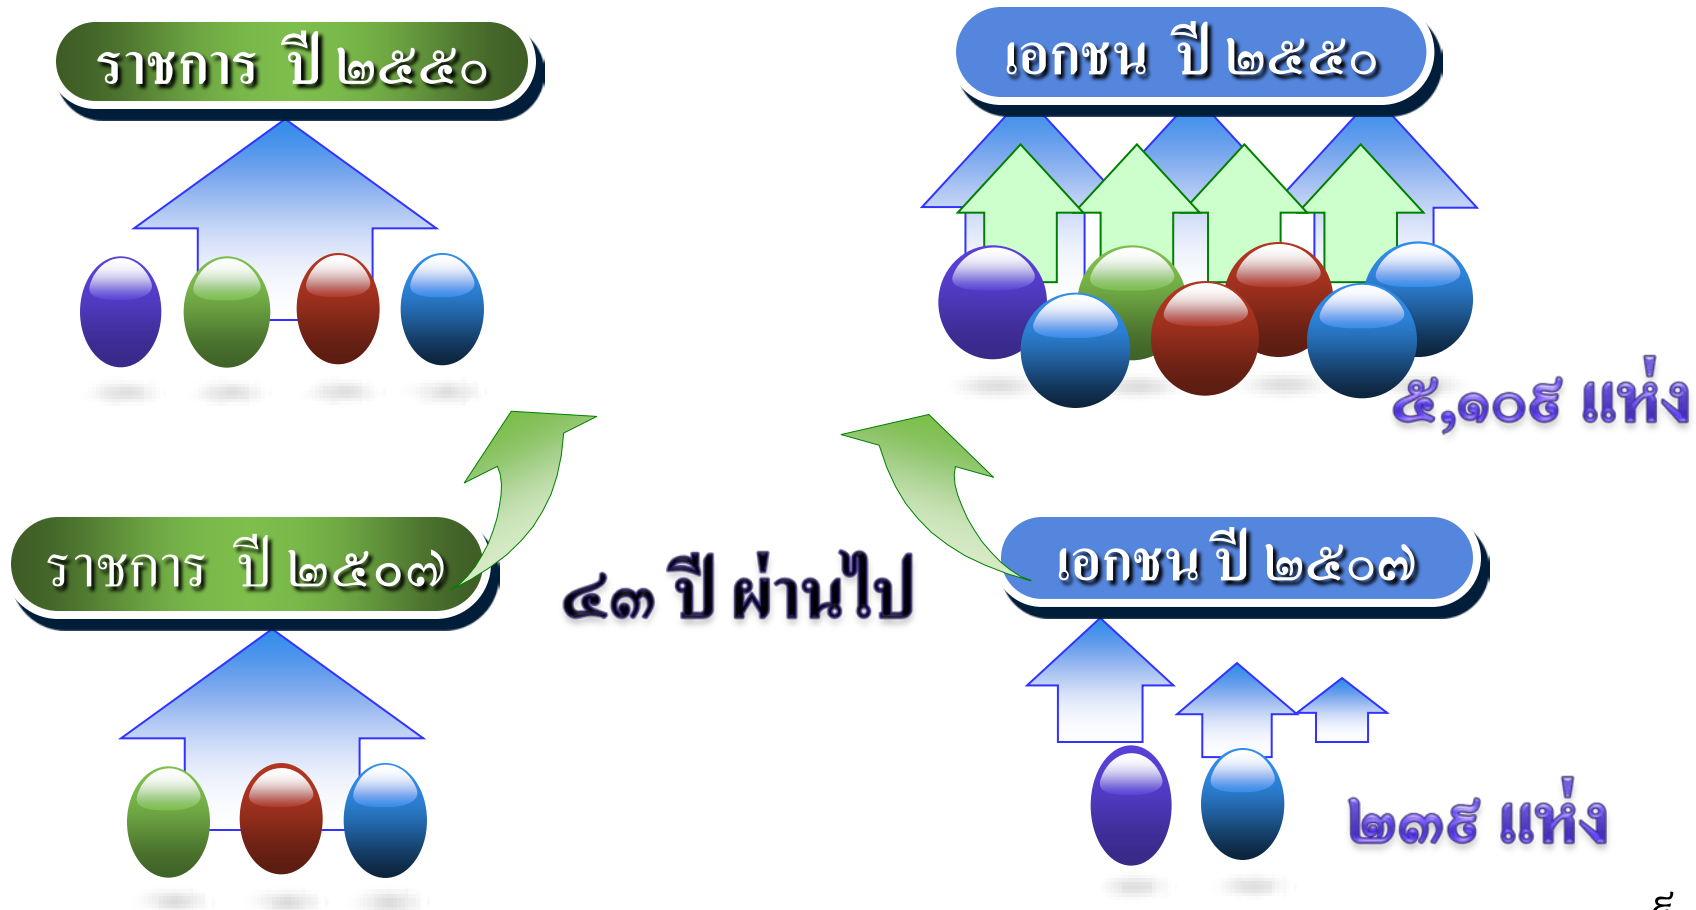 ราชการ ปี ๒๕๕๐
เอกชน ปี ๒๕๕๐
๕,๑๐๙ แห่ง
ราชการ ปี ๒๕๐๗
๔๓ ปี ผ่านไป
เอกชน ปี ๒๕๐๗
๒๓๙ แห่ง